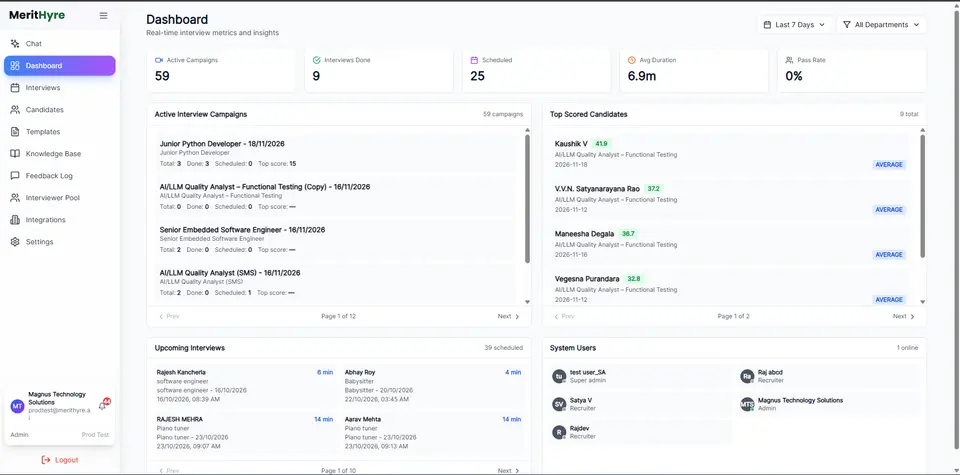 MeritHyre
Chat
Dashboard
Interviews
Candidates
Templates
Knowledge Base
Feedback Log
Interviewer Pool
Integrations
Settings
MT
Magnus Technology
Solutions
prodtest@merithyre.a
i
44
Admin
Prod Test
Logout
Dashboard
Real-time interview metrics and insights
Last 7 Days
All Departments
Active Campaigns
59
Interviews Done
9
Scheduled
25
Avg Duration
6.9m
Pass Rate
0%
Active Interview Campaigns
59 campaigns
Junior Python Developer - 18/11/2026
Junior Python Developer
Total: 3 Done: 3 Scheduled: 0 Top score: 15
AI/LLM Quality Analyst – Functional Testing (Copy) - 16/11/2026
AI/LLM Quality Analyst – Functional Testing
Total: 0 Done: 0 Scheduled: 0 Top score: —
Senior Embedded Software Engineer - 16/11/2026
Senior Embedded Software Engineer
Total: 2 Done: 0 Scheduled: 0 Top score: —
AI/LLM Quality Analyst (SMS) - 16/11/2026
AI/LLM Quality Analyst (SMS)
Total: 2 Done: 0 Scheduled: 1 Top score: —
Prev
Page 1 of 12
Next
Top Scored Candidates
9 total
Kaushik V 41.9
AI/LLM Quality Analyst – Functional Testing
2026-11-18
AVERAGE
V.V.N. Satyanarayana Rao 37.2
AI/LLM Quality Analyst – Functional Testing
2026-11-12
AVERAGE
Maneesha Degala 36.7
AI/LLM Quality Analyst – Functional Testing
2026-11-16
AVERAGE
Vegesna Purandara 32.8
AI/LLM Quality Analyst – Functional Testing
2026-11-12
AVERAGE
Prev
Page 1 of 2
Next
Upcoming Interviews
39 scheduled
Rajesh Kancherla 6 min
software engineer
software engineer - 16/10/2026
16/10/2026, 08:39 AM
Abhay Roy 4 min
Babysitter
Babysitter - 20/10/2026
22/10/2026, 03:45 AM
RAJESH MEHRA 14 min
Piano tuner
Piano tuner - 23/10/2026
23/10/2026, 09:07 AM
Aarav Mehta 14 min
Piano tuner
Piano tuner - 23/10/2026
23/10/2026, 09:13 AM
Prev
Page 1 of 10
Next
System Users
1 online
tu
test user_SA
Super admin
Ra
Raj abcd
Recruiter
SV
Satya V
Recruiter
MTS
Magnus Technology Solutions
Admin
R
Rajdev
Recruiter